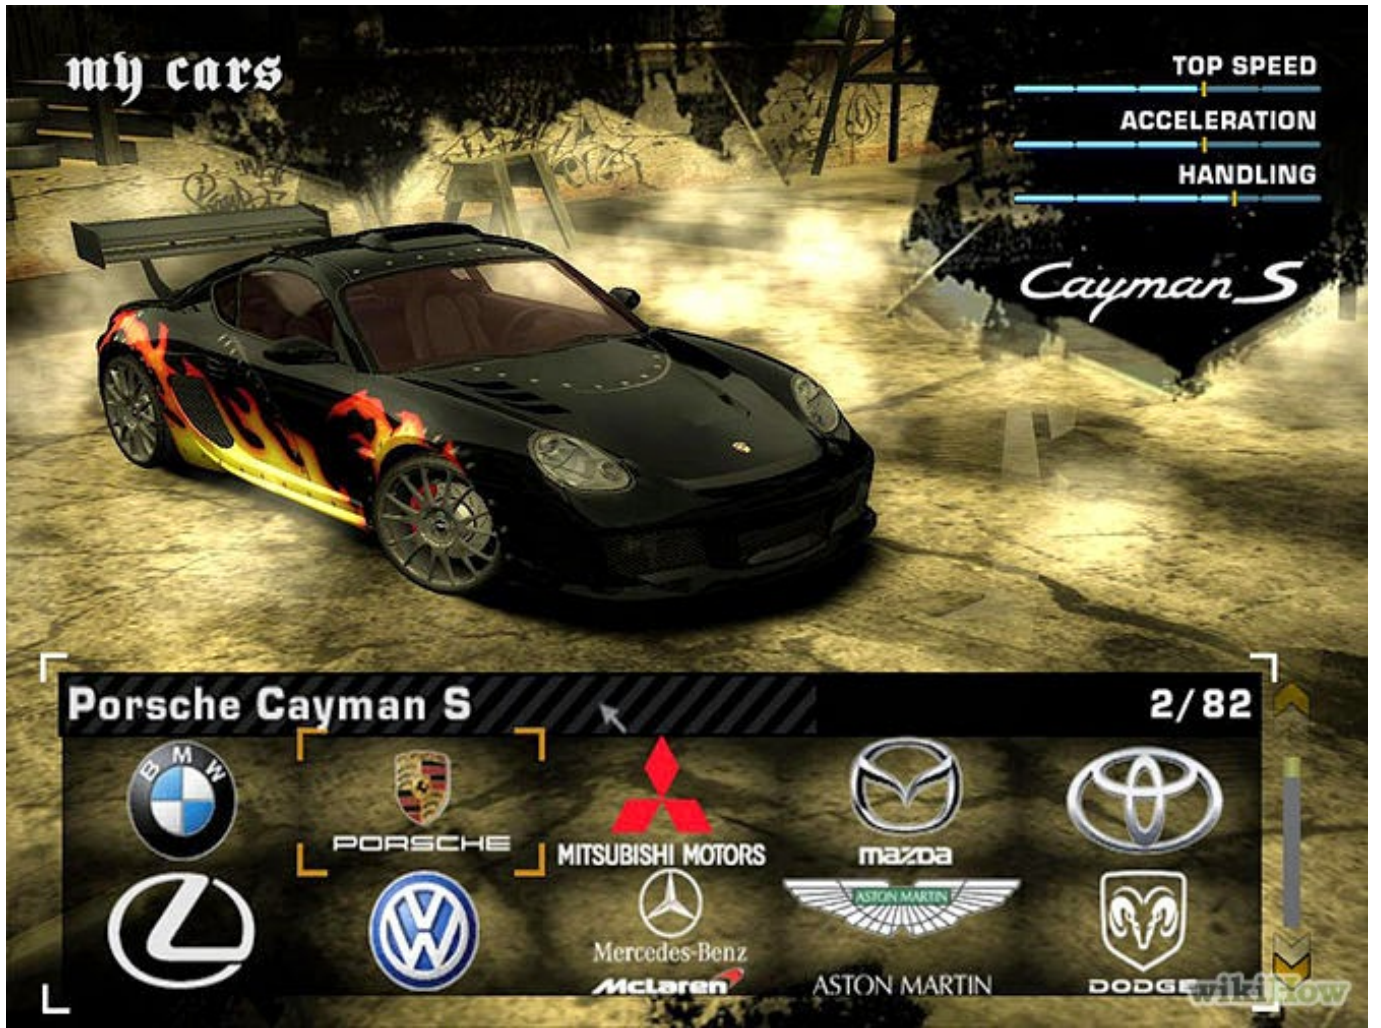 my cars
TOP SPEED
ACCELERATION
HANDLING
Cayman S
Porsche Cayman S
2/82
BMW
PORSCHE
MITSUBISHI MOTORS
mazda
Mercedes-Benz
McLaren
ASTON MARTIN
ASTON MARTIN
DODGE
wikiHow